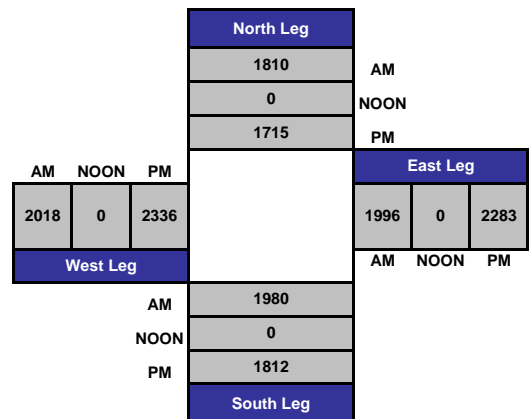 North Leg
1810 AM
0 NOON
1715 PM
AM NOON PM
East Leg
2018 0 2336
1996 0 2283
West Leg
AM NOON PM
AM 1980
NOON 0
PM 1812
South Leg